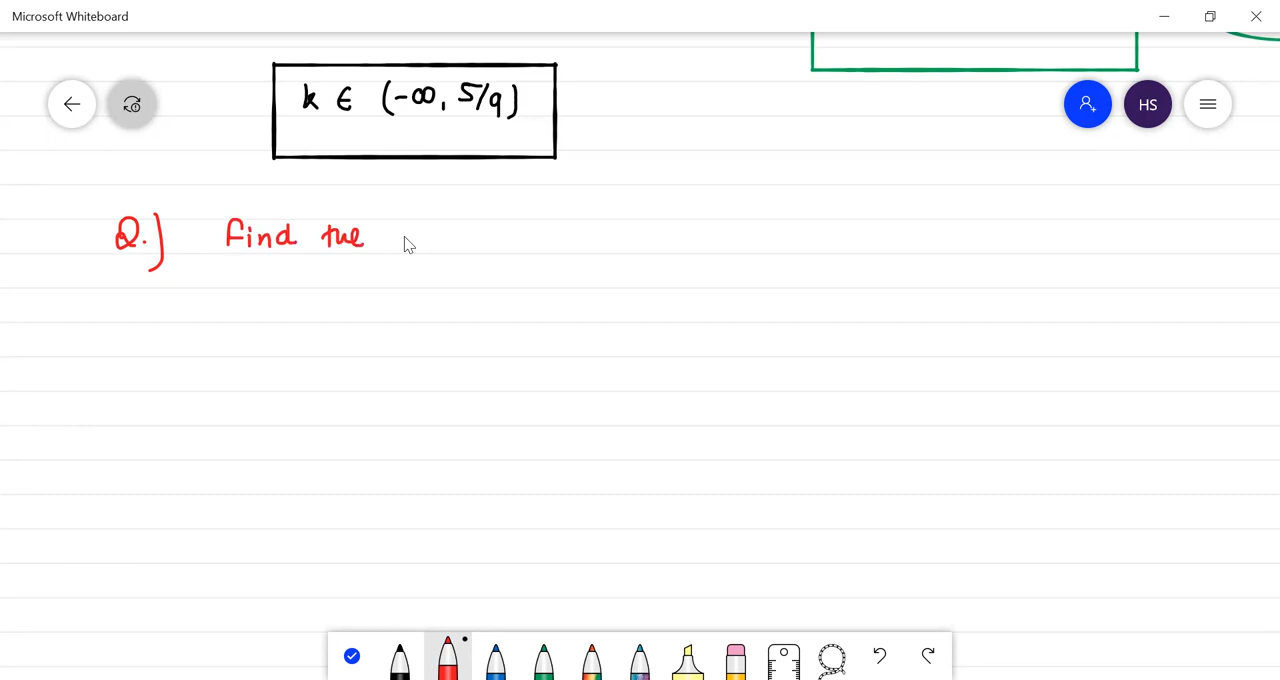 Microsoft Whiteboard
k ∈ (-∞, 5/9)
HS
Q.) Find the